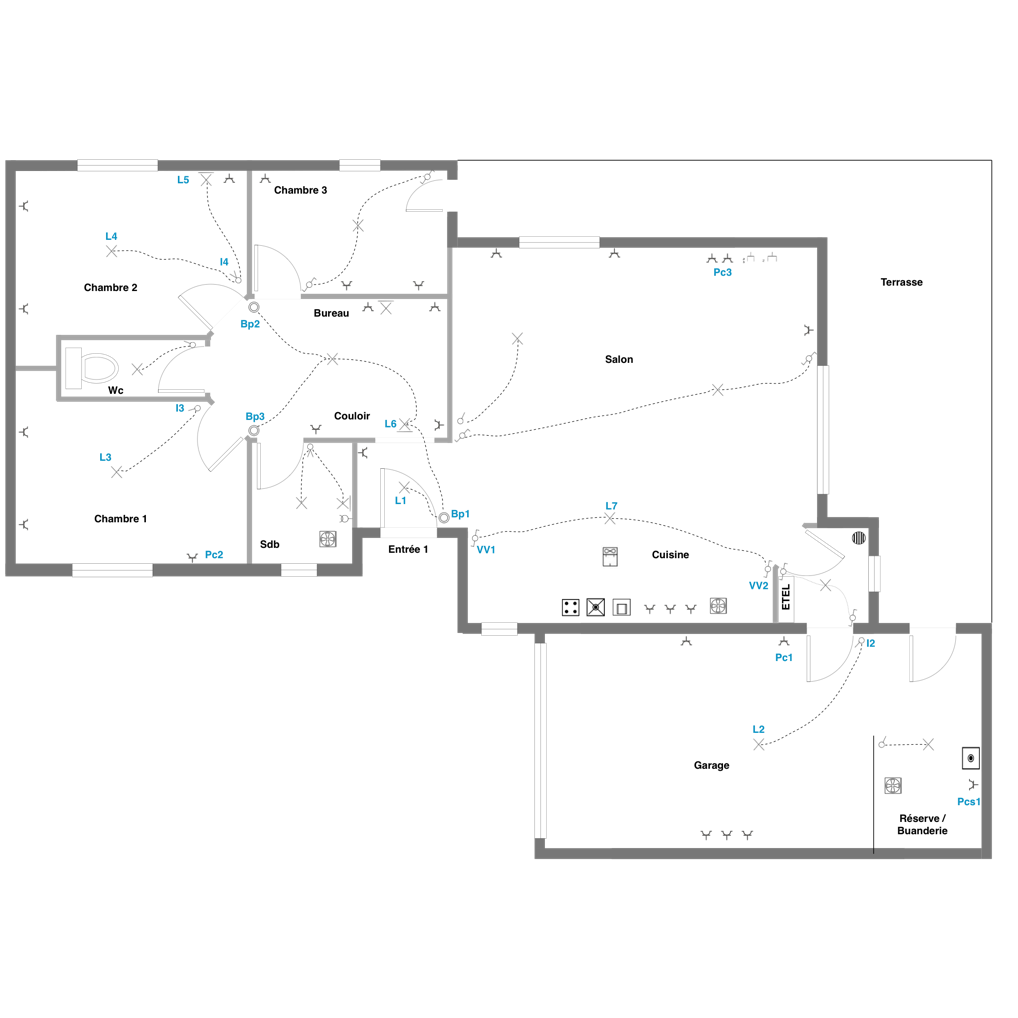 L5
Chambre 3
L4
I4
Chambre 2
Terrasse
Pc3
Bp2
Bureau
Salon
Wc
I3
Bp3
Couloir
L6
L3
L1
Bp1
L7
Chambre 1
Sdb
Pc2
Entrée 1
VV1
Cuisine
VV2
ETEL
I2
Pc1
L2
Garage
Pcs1
Réserve /
Buanderie